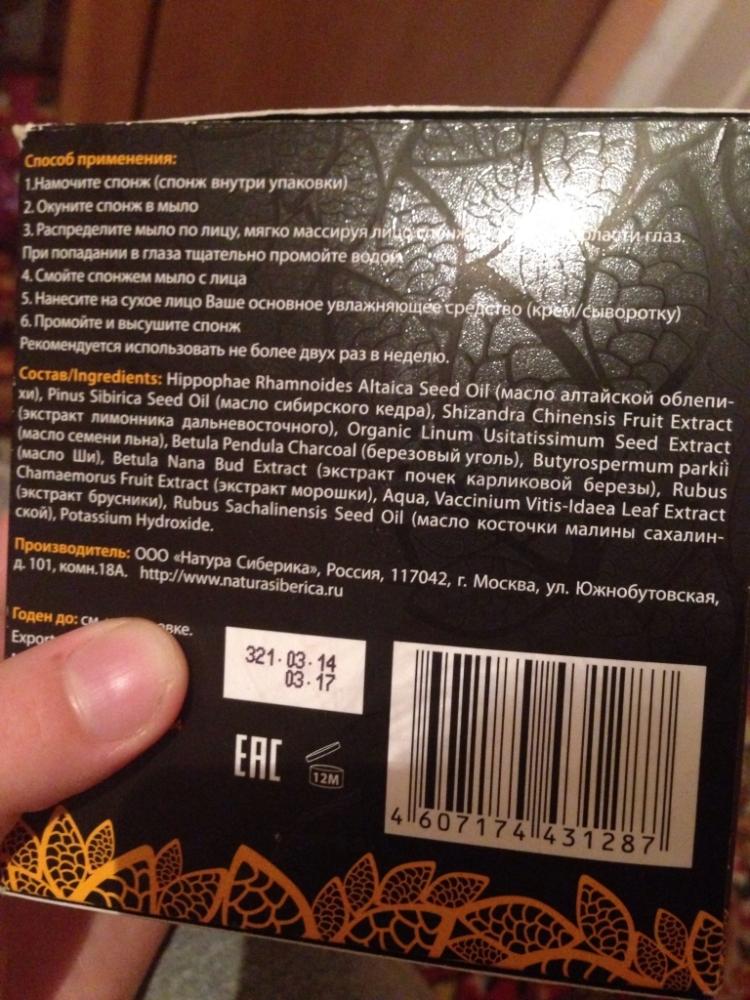 Способ применения:
1.Намочите спонж (спонж внутри упаковки)
2. Окуните спонж в мыло
3. Распределите мыло по лицу, мягко массируя лицо глаз.
При попадании в глаза тщательно промойте водой
4. Смойте спонжем мыло с лица
5. Нанесите на сухое лицо Ваше основное увлажняющее средство (крем/сыворотку)
6. Промойте и высушите спонж
Рекомендуется использовать не более двух раз в неделю.
Состав/Ingredients: Hippophae Rhamnoides Altaica Seed Oil (масло алтайской облепи-
хи), Pinus Sibirica Seed Oil (масло сибирского кедра), Shizandra Chinensis Fruit Extract
(экстракт лимонника дальневосточного), Organic Linum Usitatissimum Seed Extract
(масло семени льна), Betula Pendula Charcoal (березовый уголь), Butyrospermum parkii
(масло Ши), Betula Nana Bud Extract (экстракт почек карликовой березы), Rubus
Chamaemorus Fruit Extract (экстракт морошки), Aqua, Vaccinium Vitis-Idaea Leaf Extract
(экстракт брусники), Rubus Sachalinensis Seed Oil (масло косточки малины сахалин-
ской), Potassium Hydroxide.
Производитель: ООО «Натура Сиберика», Россия, 117042, г. Москва, ул. Южнобутовская,
д. 101, комн.18А. http://www.naturasiberica.ru
Годен до:
321·03·14
03·17
EAC
12M
4 607174 431287